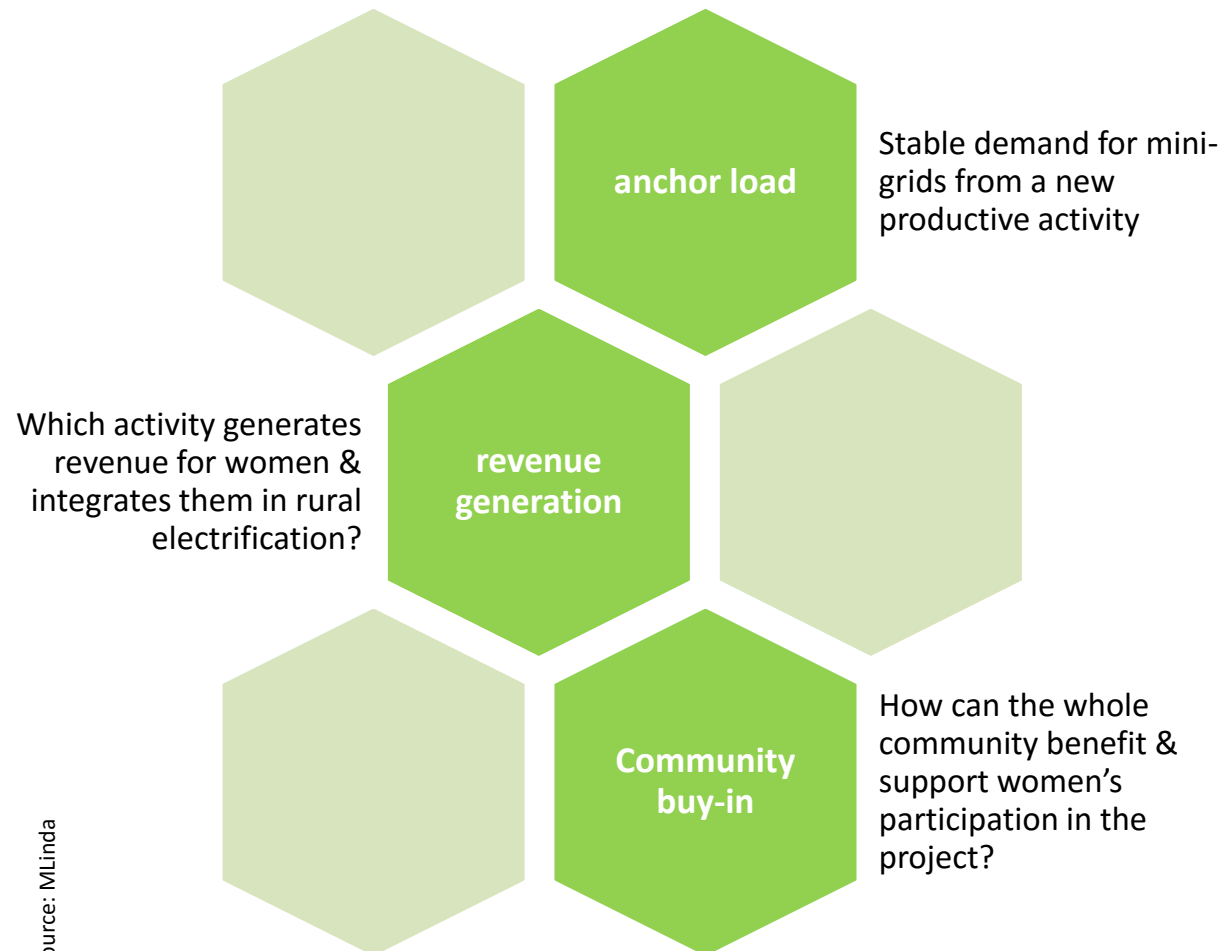 anchor load
Stable demand for mini-
grids from a new
productive activity
Which activity generates
revenue for women &
integrates them in rural
electrification?
revenue
generation
Community
buy-in
How can the whole
community benefit &
support women’s
participation in the
project?
ource: MLinda